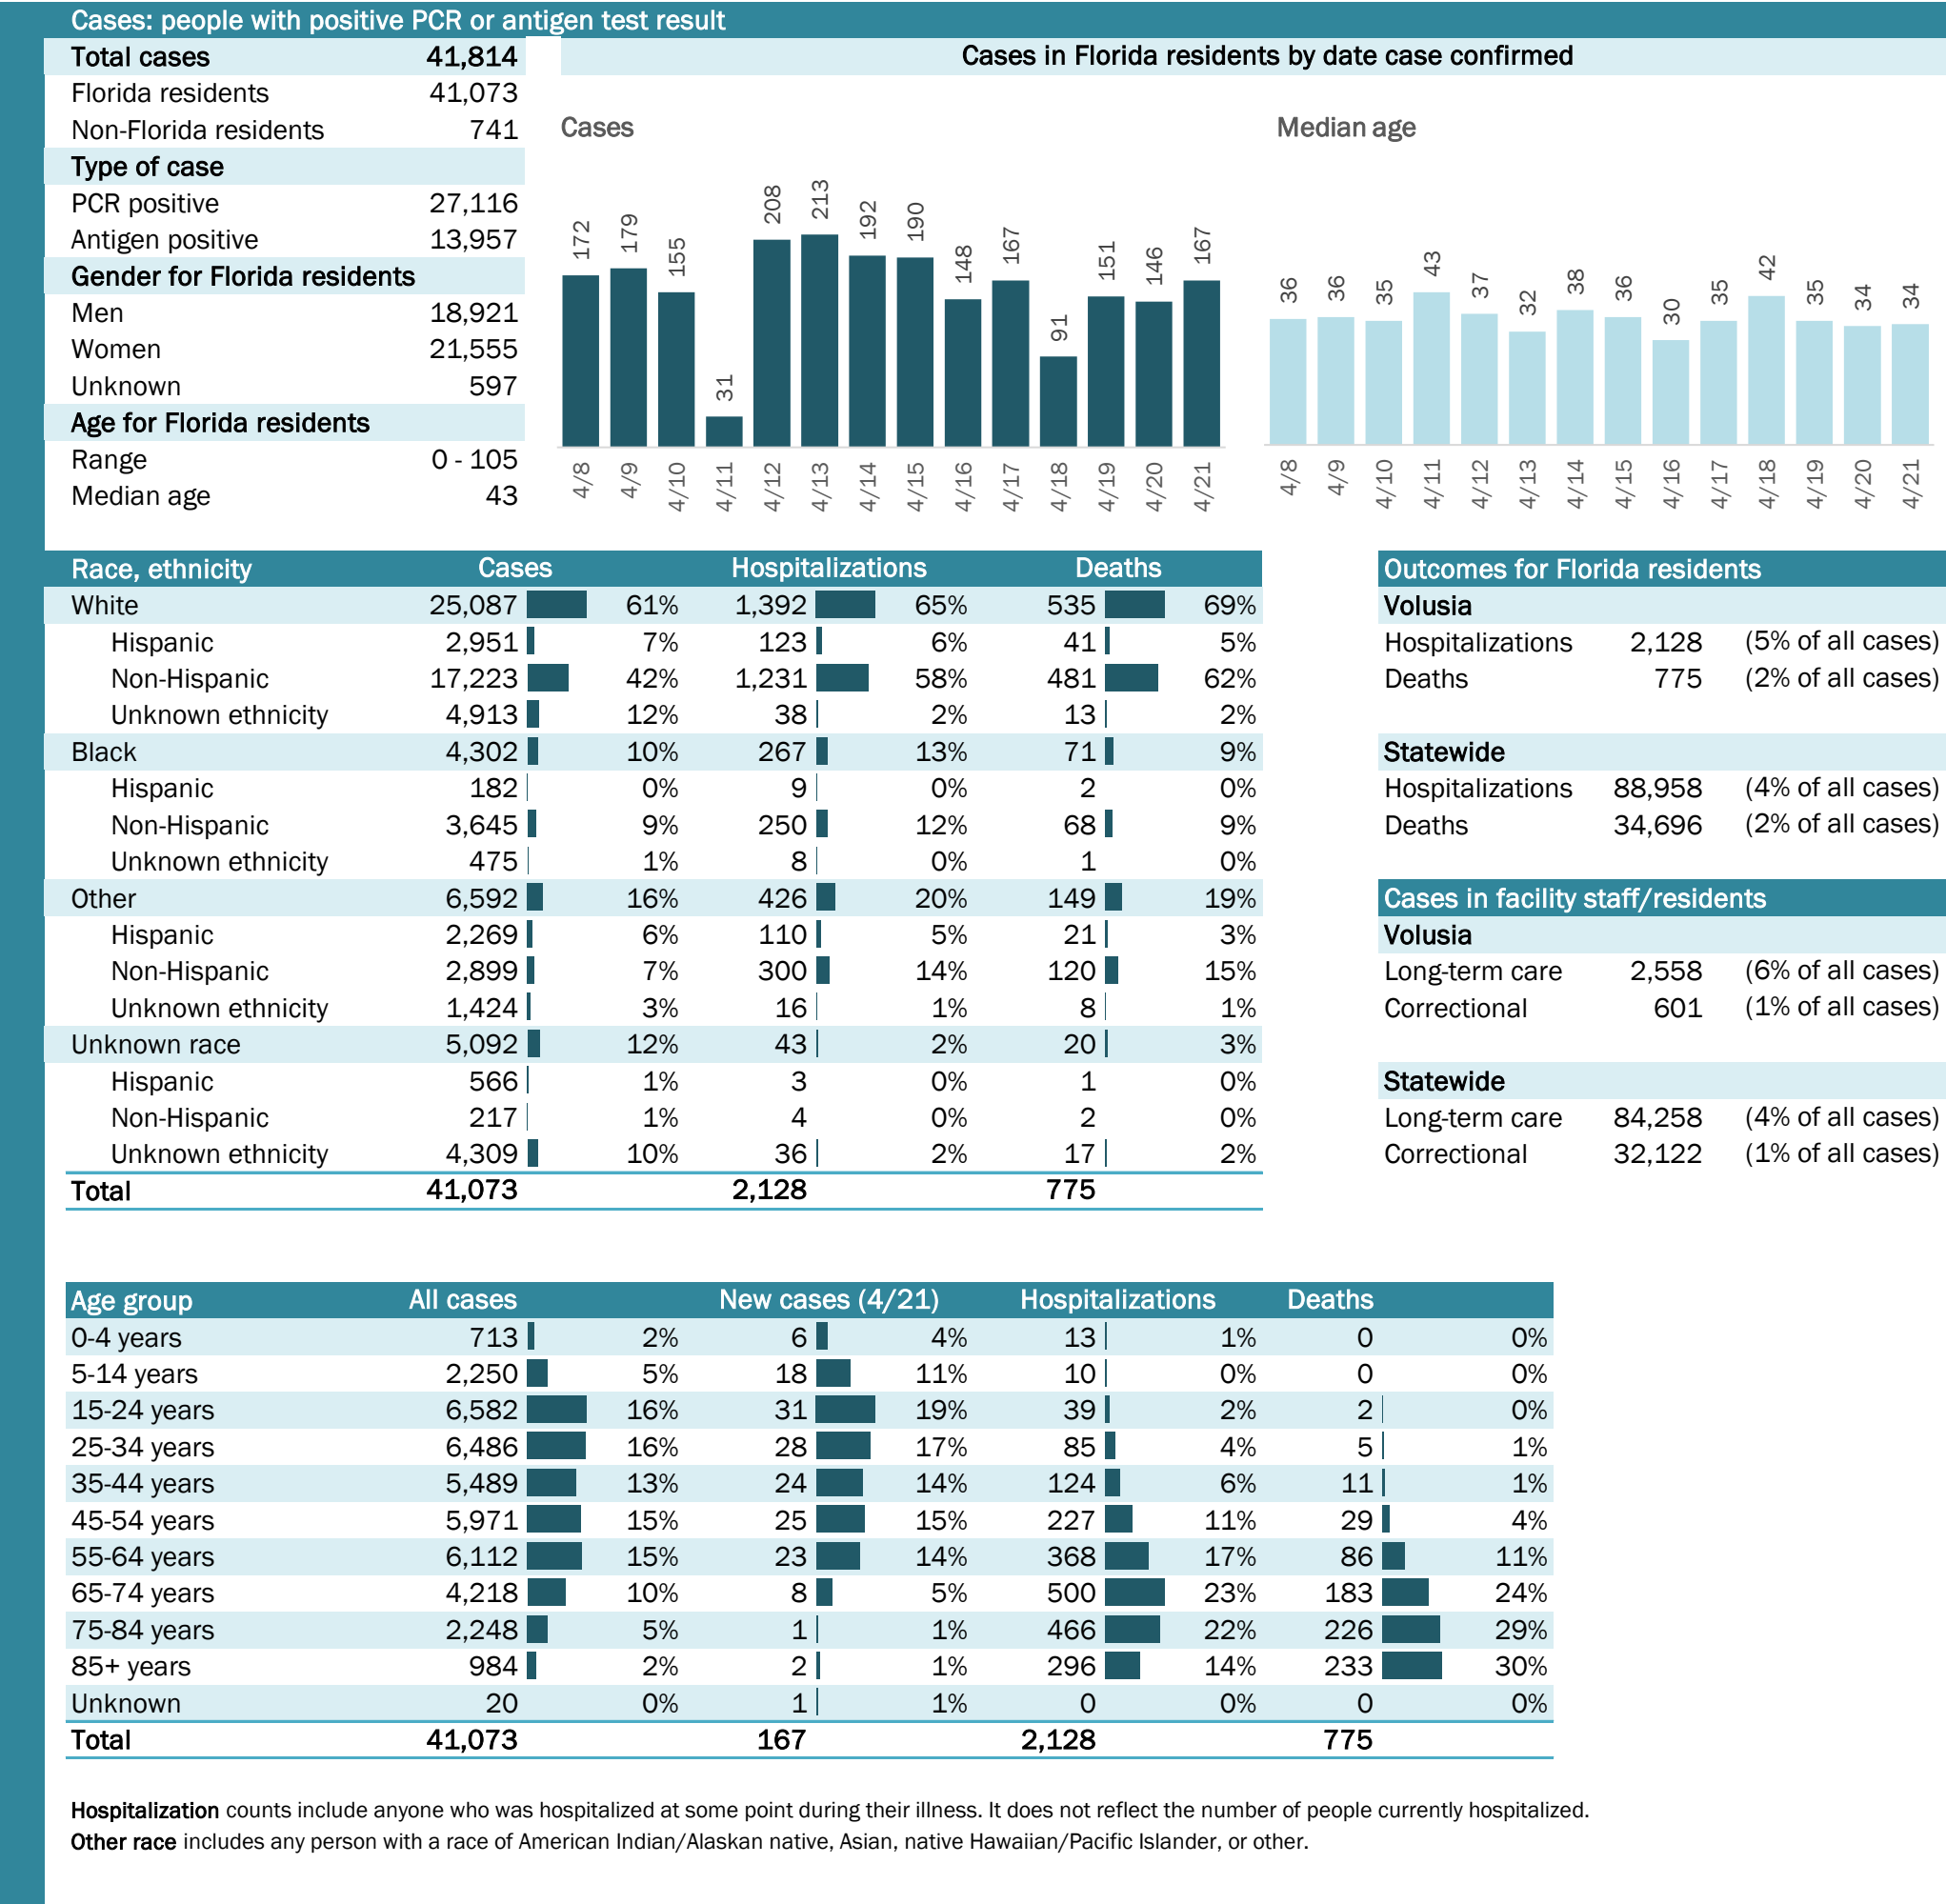 Cases: people with positive PCR or antigen test result
Total cases 41,814
Florida residents 41,073
Non-Florida residents 741
Type of case
PCR positive 27,116
Antigen positive 13,957
Gender for Florida residents
Men 18,921
Women 21,555
Unknown 597
Age for Florida residents
Range 0 - 105
Median age 43
Cases in Florida residents by date case confirmed
Cases
172 179 155 31 208 213 192 190 148 167 91 151 146 167
4/8 4/9 4/10 4/11 4/12 4/13 4/14 4/15 4/16 4/17 4/18 4/19 4/20 4/21
Median age
36 36 35 43 37 32 38 36 30 35 42 35 34 34
4/8 4/9 4/10 4/11 4/12 4/13 4/14 4/15 4/16 4/17 4/18 4/19 4/20 4/21
Race, ethnicity Cases Hospitalizations Deaths
White 25,087 61% 1,392 65% 535 69%
Hispanic 2,951 7% 123 6% 41 5%
Non-Hispanic 17,223 42% 1,231 58% 481 62%
Unknown ethnicity 4,913 12% 38 2% 13 2%
Black 4,302 10% 267 13% 71 9%
Hispanic 182 0% 9 0% 2 0%
Non-Hispanic 3,645 9% 250 12% 68 9%
Unknown ethnicity 475 1% 8 0% 1 0%
Other 6,592 16% 426 20% 149 19%
Hispanic 2,269 6% 110 5% 21 3%
Non-Hispanic 2,899 7% 300 14% 120 15%
Unknown ethnicity 1,424 3% 16 1% 8 1%
Unknown race 5,092 12% 43 2% 20 3%
Hispanic 566 1% 3 0% 1 0%
Non-Hispanic 217 1% 4 0% 2 0%
Unknown ethnicity 4,309 10% 36 2% 17 2%
Total 41,073 2,128 775
Outcomes for Florida residents
Volusia
Hospitalizations 2,128 (5% of all cases)
Deaths 775 (2% of all cases)
Statewide
Hospitalizations 88,958 (4% of all cases)
Deaths 34,696 (2% of all cases)
Cases in facility staff/residents
Volusia
Long-term care 2,558 (6% of all cases)
Correctional 601 (1% of all cases)
Statewide
Long-term care 84,258 (4% of all cases)
Correctional 32,122 (1% of all cases)
Age group All cases New cases (4/21) Hospitalizations Deaths
0-4 years 713 2% 6 4% 13 1% 0 0%
5-14 years 2,250 5% 18 11% 10 0% 0 0%
15-24 years 6,582 16% 31 19% 39 2% 2 0%
25-34 years 6,486 16% 28 17% 85 4% 5 1%
35-44 years 5,489 13% 24 14% 124 6% 11 1%
45-54 years 5,971 15% 25 15% 227 11% 29 4%
55-64 years 6,112 15% 23 14% 368 17% 86 11%
65-74 years 4,218 10% 8 5% 500 23% 183 24%
75-84 years 2,248 5% 1 1% 466 22% 226 29%
85+ years 984 2% 2 1% 296 14% 233 30%
Unknown 20 0% 1 1% 0 0% 0 0%
Total 41,073 167 2,128 775
Hospitalization counts include anyone who was hospitalized at some point during their illness. It does not reflect the number of people currently hospitalized.
Other race includes any person with a race of American Indian/Alaskan native, Asian, native Hawaiian/Pacific Islander, or other.